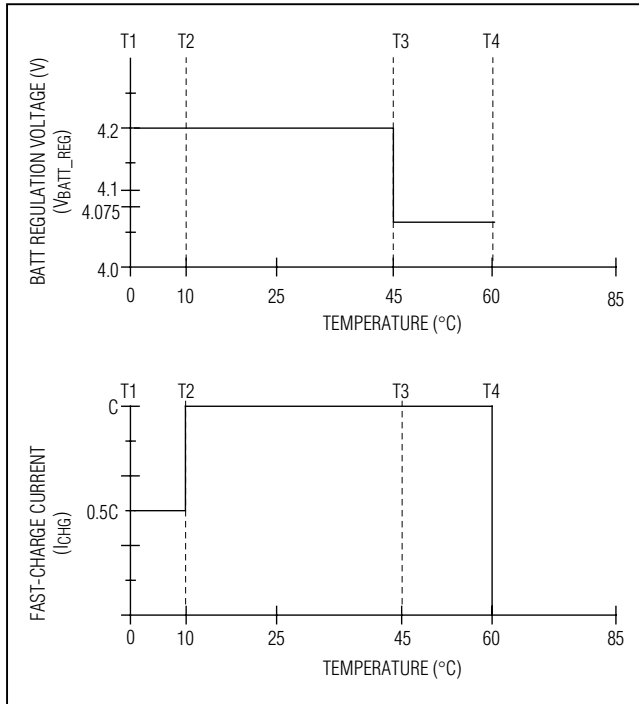 T1 T2 T3 T4
BATT REGULATION VOLTAGE (V)
(VBATT_REG)
4.2
4.1
4.075
4.0
0 10 25 45 60 85
TEMPERATURE (°C)
T1 T2 T3 T4
FAST-CHARGE CURRENT
(ICHG)
C
0.5C
0 10 25 45 60 85
TEMPERATURE (°C)